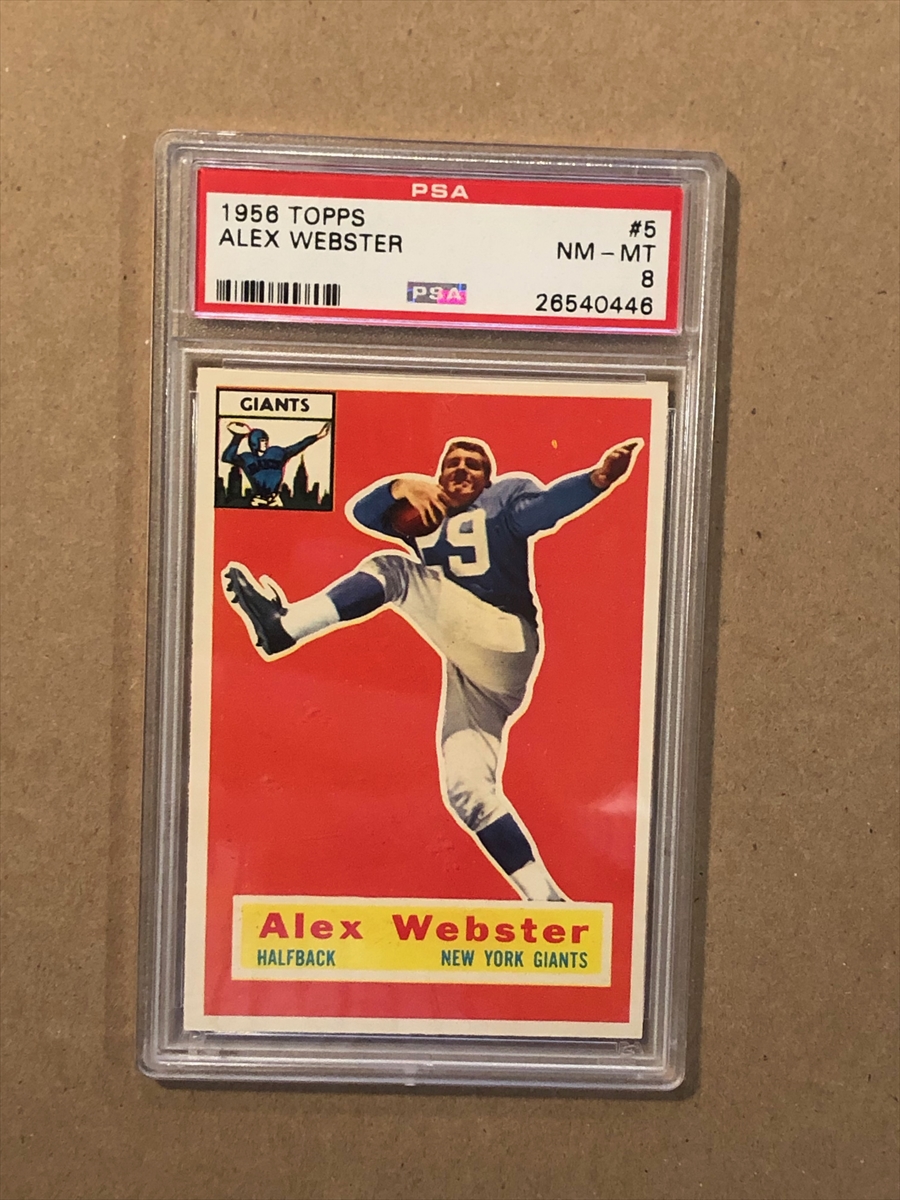 PSA
1956 TOPPS #5
ALEX WEBSTER NM-MT
8
PSA 26540446
GIANTS
29
Alex Webster
HALFBACK NEW YORK GIANTS